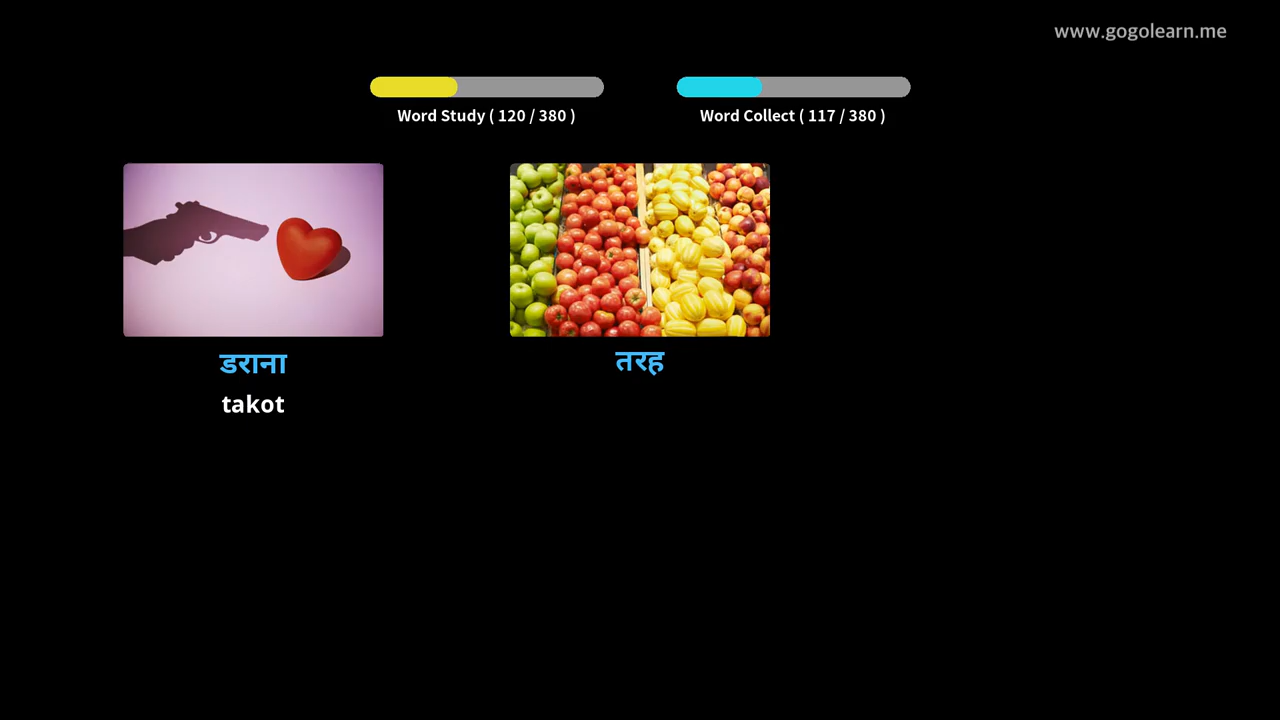 www.gogolearn.me
Word Study ( 120 / 380 )
Word Collect ( 117 / 380 )
डराना
takot
तरह